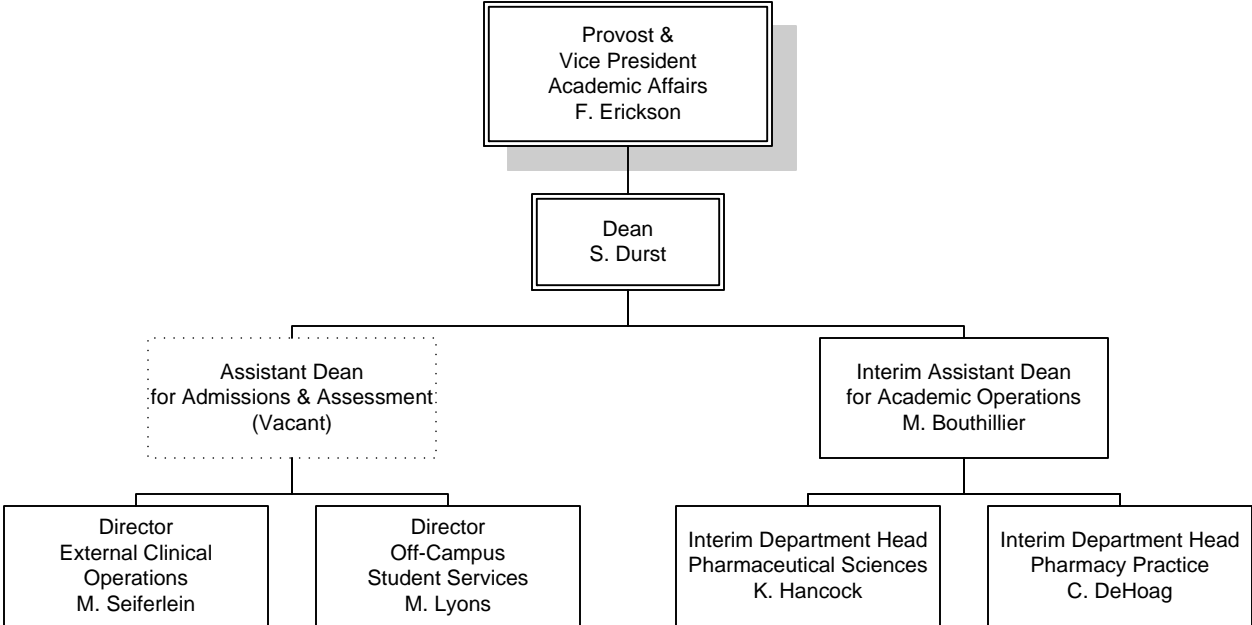 Provost &
Vice President
Academic Affairs
F. Erickson
Dean
S. Durst
Assistant Dean
for Admissions & Assessment
(Vacant)
Interim Assistant Dean
for Academic Operations
M. Bouthillier
Director
External Clinical
Operations
M. Seiferlein
Director
Off-Campus
Student Services
M. Lyons
Interim Department Head
Pharmaceutical Sciences
K. Hancock
Interim Department Head
Pharmacy Practice
C. DeHoag